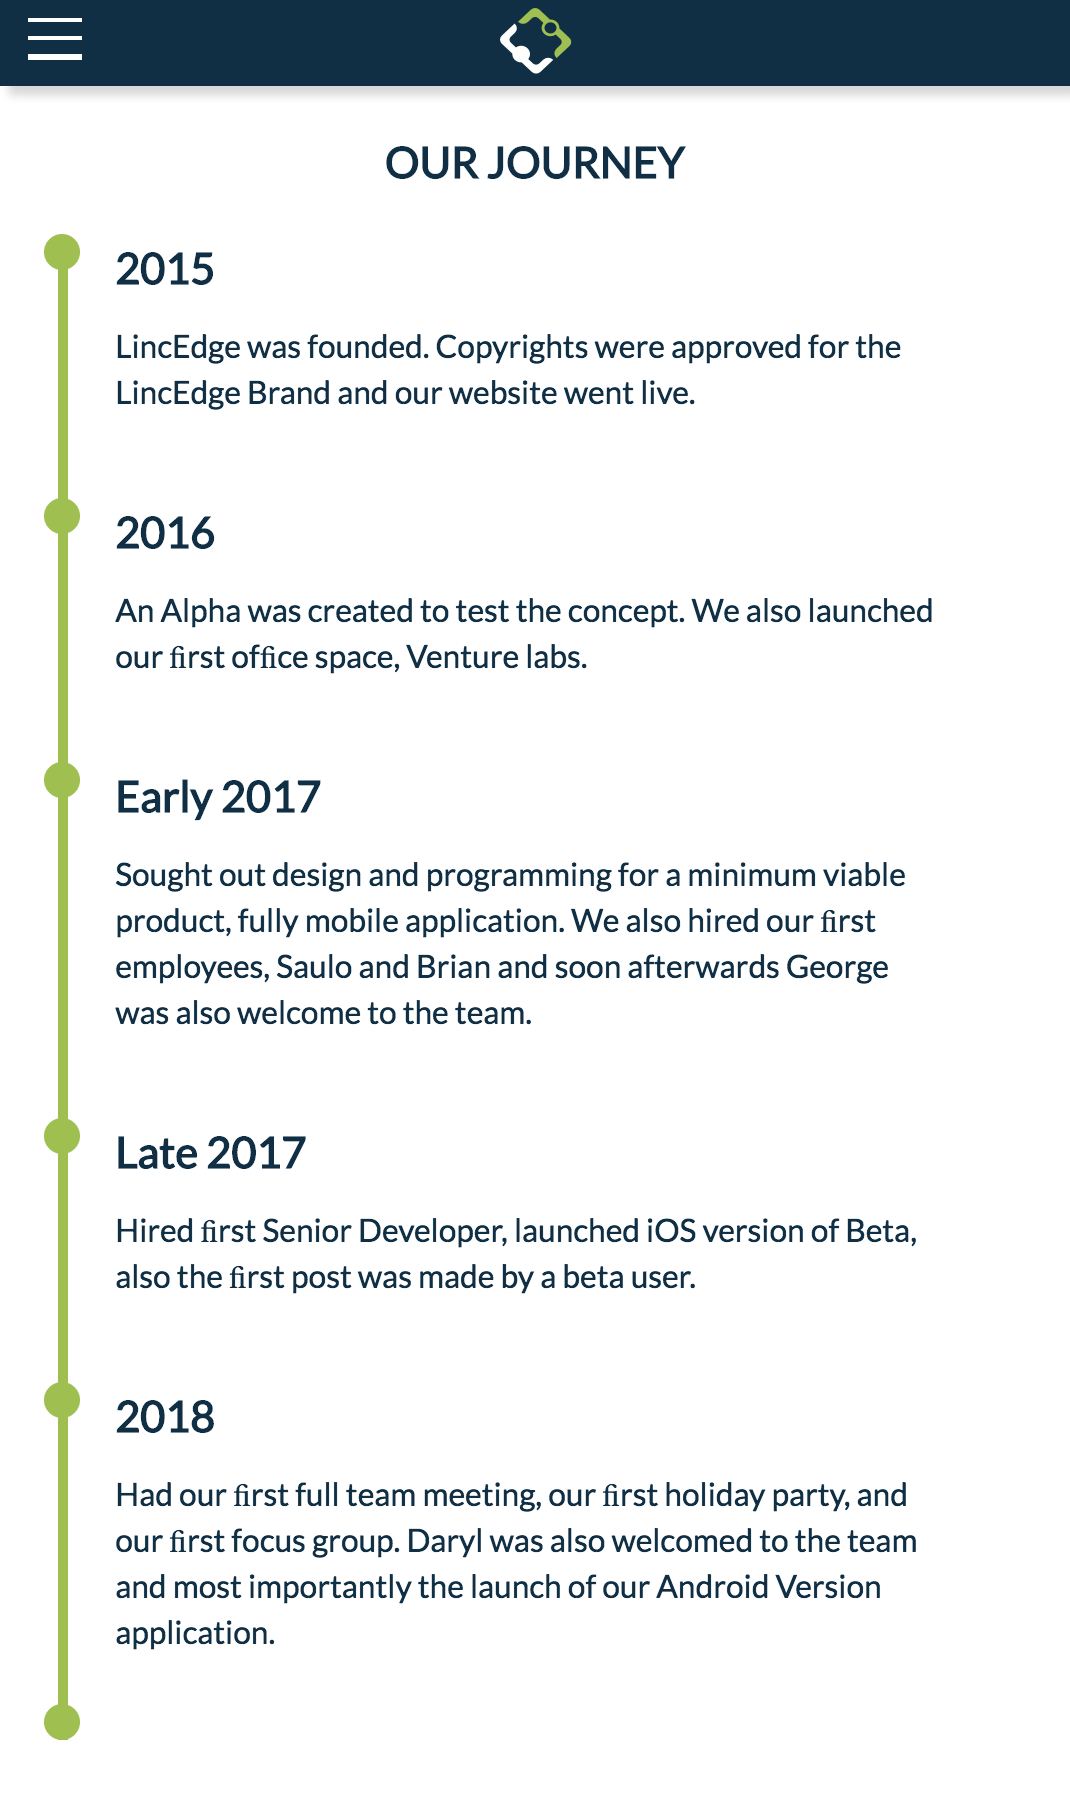 OUR JOURNEY
2015
LincEdge was founded. Copyrights were approved for the
LincEdge Brand and our website went live.
2016
An Alpha was created to test the concept. We also launched
our first office space, Venture labs.
Early 2017
Sought out design and programming for a minimum viable
product, fully mobile application. We also hired our first
employees, Saulo and Brian and soon afterwards George
was also welcome to the team.
Late 2017
Hired first Senior Developer, launched iOS version of Beta,
also the first post was made by a beta user.
2018
Had our first full team meeting, our first holiday party, and
our first focus group. Daryl was also welcomed to the team
and most importantly the launch of our Android Version
application.